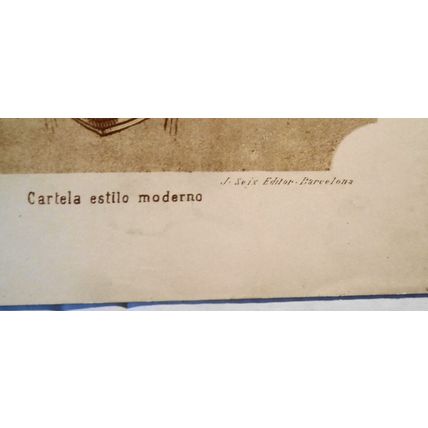 J. Seix Editor-Barcelona
Cartela estilo moderno